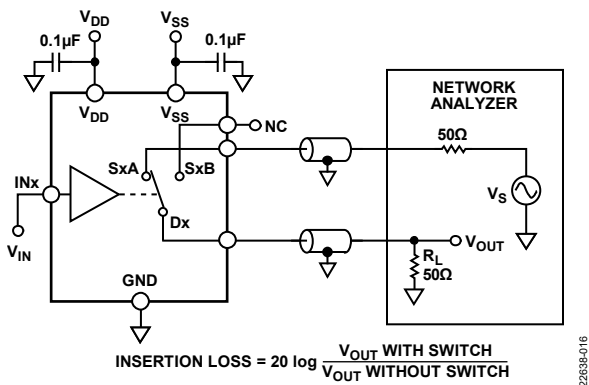 VDD
VSS
0.1µF
0.1µF
VDD
VSS
NC
SxA
SxB
INx
Dx
VIN
GND
NETWORK
ANALYZER
50Ω
VS
VOUT
RL
50Ω
INSERTION LOSS = 20 log VOUT WITH SWITCH
VOUT WITHOUT SWITCH
22638-016